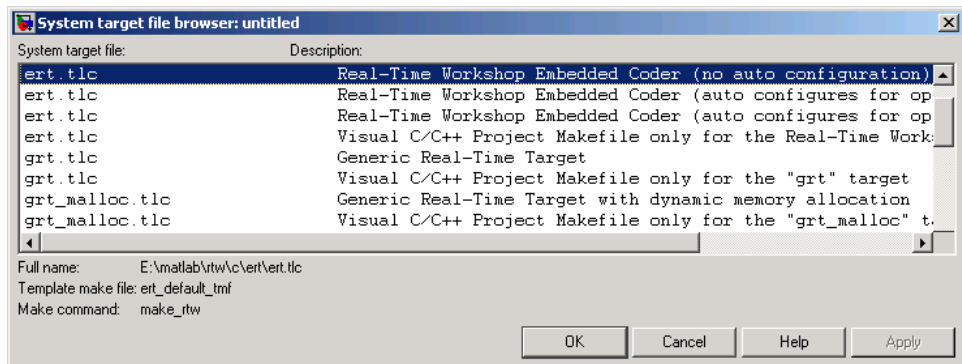 System target file browser: untitled
System target file: Description:
ert.tlc Real-Time Workshop Embedded Coder (no auto configuration)
ert.tlc Real-Time Workshop Embedded Coder (auto configures for op
ert.tlc Real-Time Workshop Embedded Coder (auto configures for op
ert.tlc Visual C/C++ Project Makefile only for the Real-Time Work
grt.tlc Generic Real-Time Target
grt.tlc Visual C/C++ Project Makefile only for the "grt" target
grt_malloc.tlc Generic Real-Time Target with dynamic memory allocation
grt_malloc.tlc Visual C/C++ Project Makefile only for the "grt_malloc" t
Full name: E:\matlab\rtw\c\ert\ert.tlc
Template make file: ert_default_tmf
Make command: make_rtw
OK Cancel Help Apply